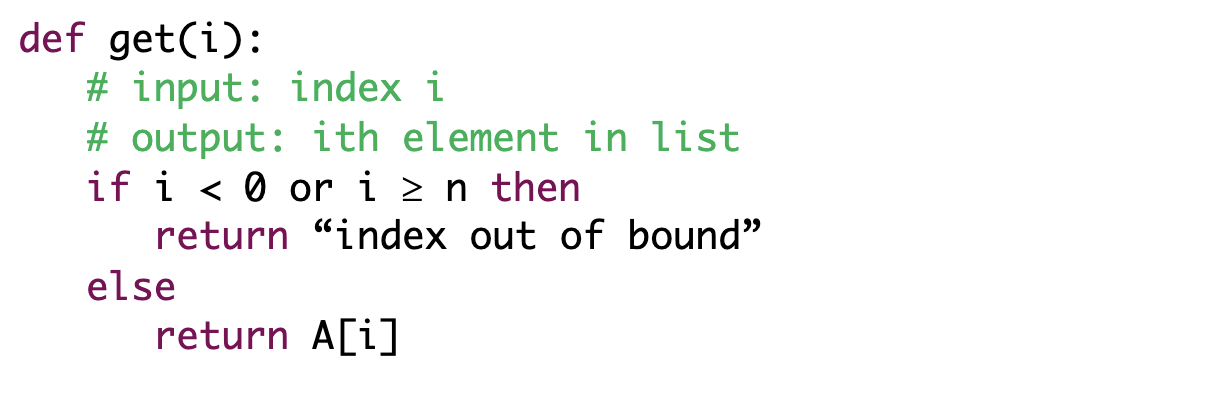 def get(i):
# input: index i
# output: ith element in list
if i < 0 or i ≥ n then
return “index out of bound”
else
return A[i]